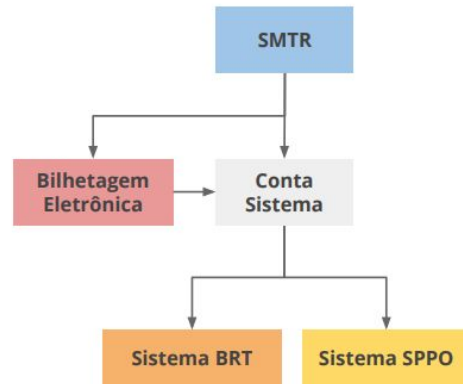 SMTR
Bilhetagem
Eletrônica
Conta
Sistema
Sistema BRT
Sistema SPPO